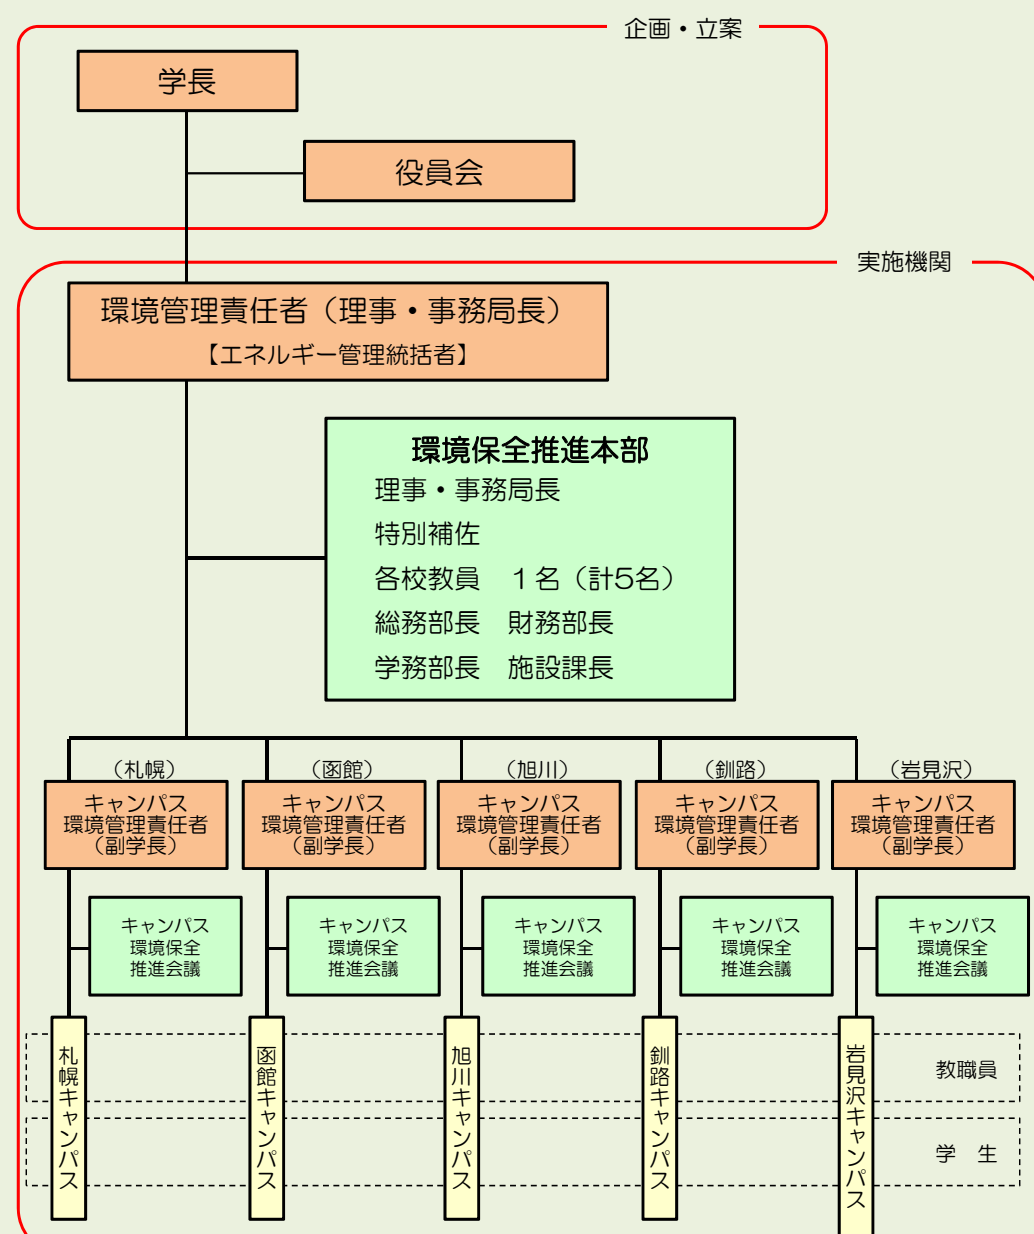 企画・立案
学長
役員会
実施機関
環境管理責任者（理事・事務局長）
【エネルギー管理統括者】
環境保全推進本部
理事・事務局長
特別補佐
各校教員　１名（計5名）
総務部長　財務部長
学務部長　施設課長
（札幌）
キャンパス
環境管理責任者
（副学長）
（函館）
キャンパス
環境管理責任者
（副学長）
（旭川）
キャンパス
環境管理責任者
（副学長）
（釧路）
キャンパス
環境管理責任者
（副学長）
（岩見沢）
キャンパス
環境管理責任者
（副学長）
キャンパス
環境保全
推進会議
キャンパス
環境保全
推進会議
キャンパス
環境保全
推進会議
キャンパス
環境保全
推進会議
キャンパス
環境保全
推進会議
札幌キャンパス
函館キャンパス
旭川キャンパス
釧路キャンパス
岩見沢キャンパス
教職員
学　生